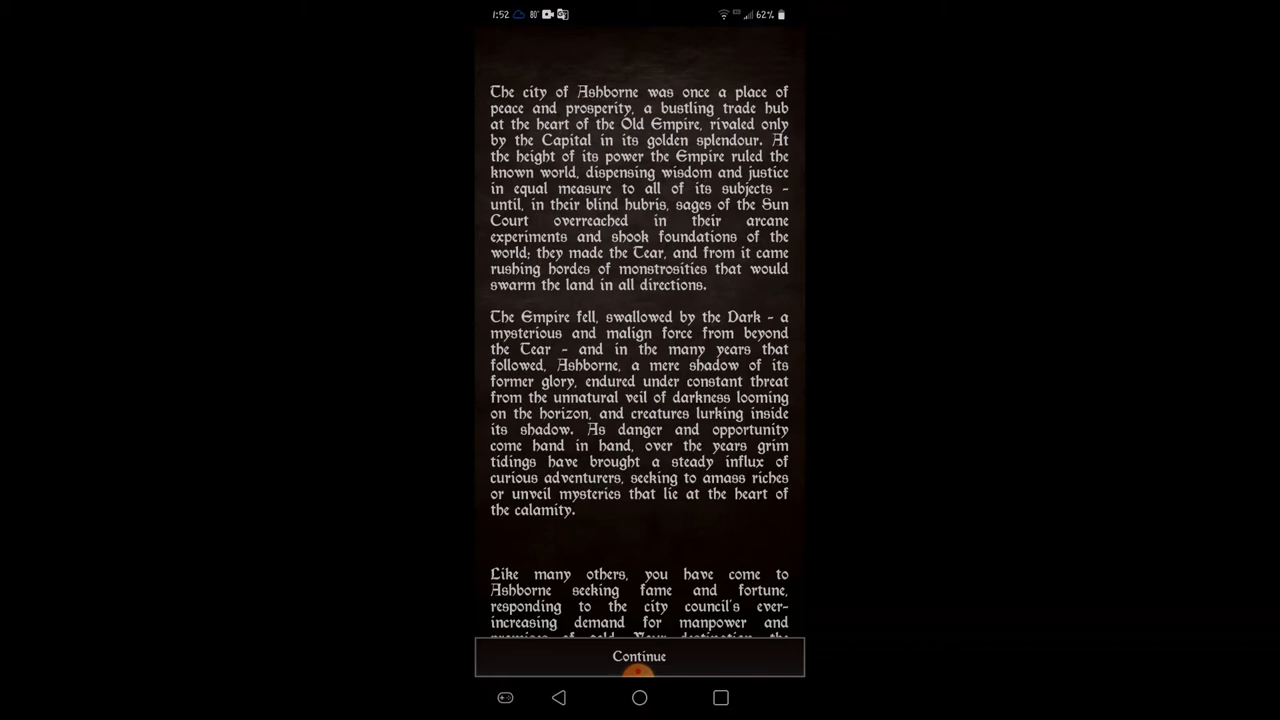 1:52 80° 62%
The city of Ashborne was once a place of
peace and prosperity, a bustling trade hub
at the heart of the Old Empire, rivaled only
by the Capital in its golden splendour. At
the height of its power the Empire ruled the
known world, dispensing wisdom and justice
in equal measure to all of its subjects -
until, in their blind hubris, sages of the Sun
Court overreached in their arcane
experiments and shook foundations of the
world; they made the Tear, and from it came
rushing hordes of monstrosities that would
swarm the land in all directions.
The Empire fell, swallowed by the Dark - a
mysterious and malign force from beyond
the Tear - and in the many years that
followed, Ashborne, a mere shadow of its
former glory, endured under constant threat
from the unnatural veil of darkness looming
on the horizon, and creatures lurking inside
its shadow. As danger and opportunity
come hand in hand, over the years grim
tidings have brought a steady influx of
curious adventurers, seeking to amass riches
or unveil mysteries that lie at the heart of
the calamity.
Like many others, you have come to
Ashborne seeking fame and fortune,
responding to the city council's ever-
increasing demand for manpower and
Continue